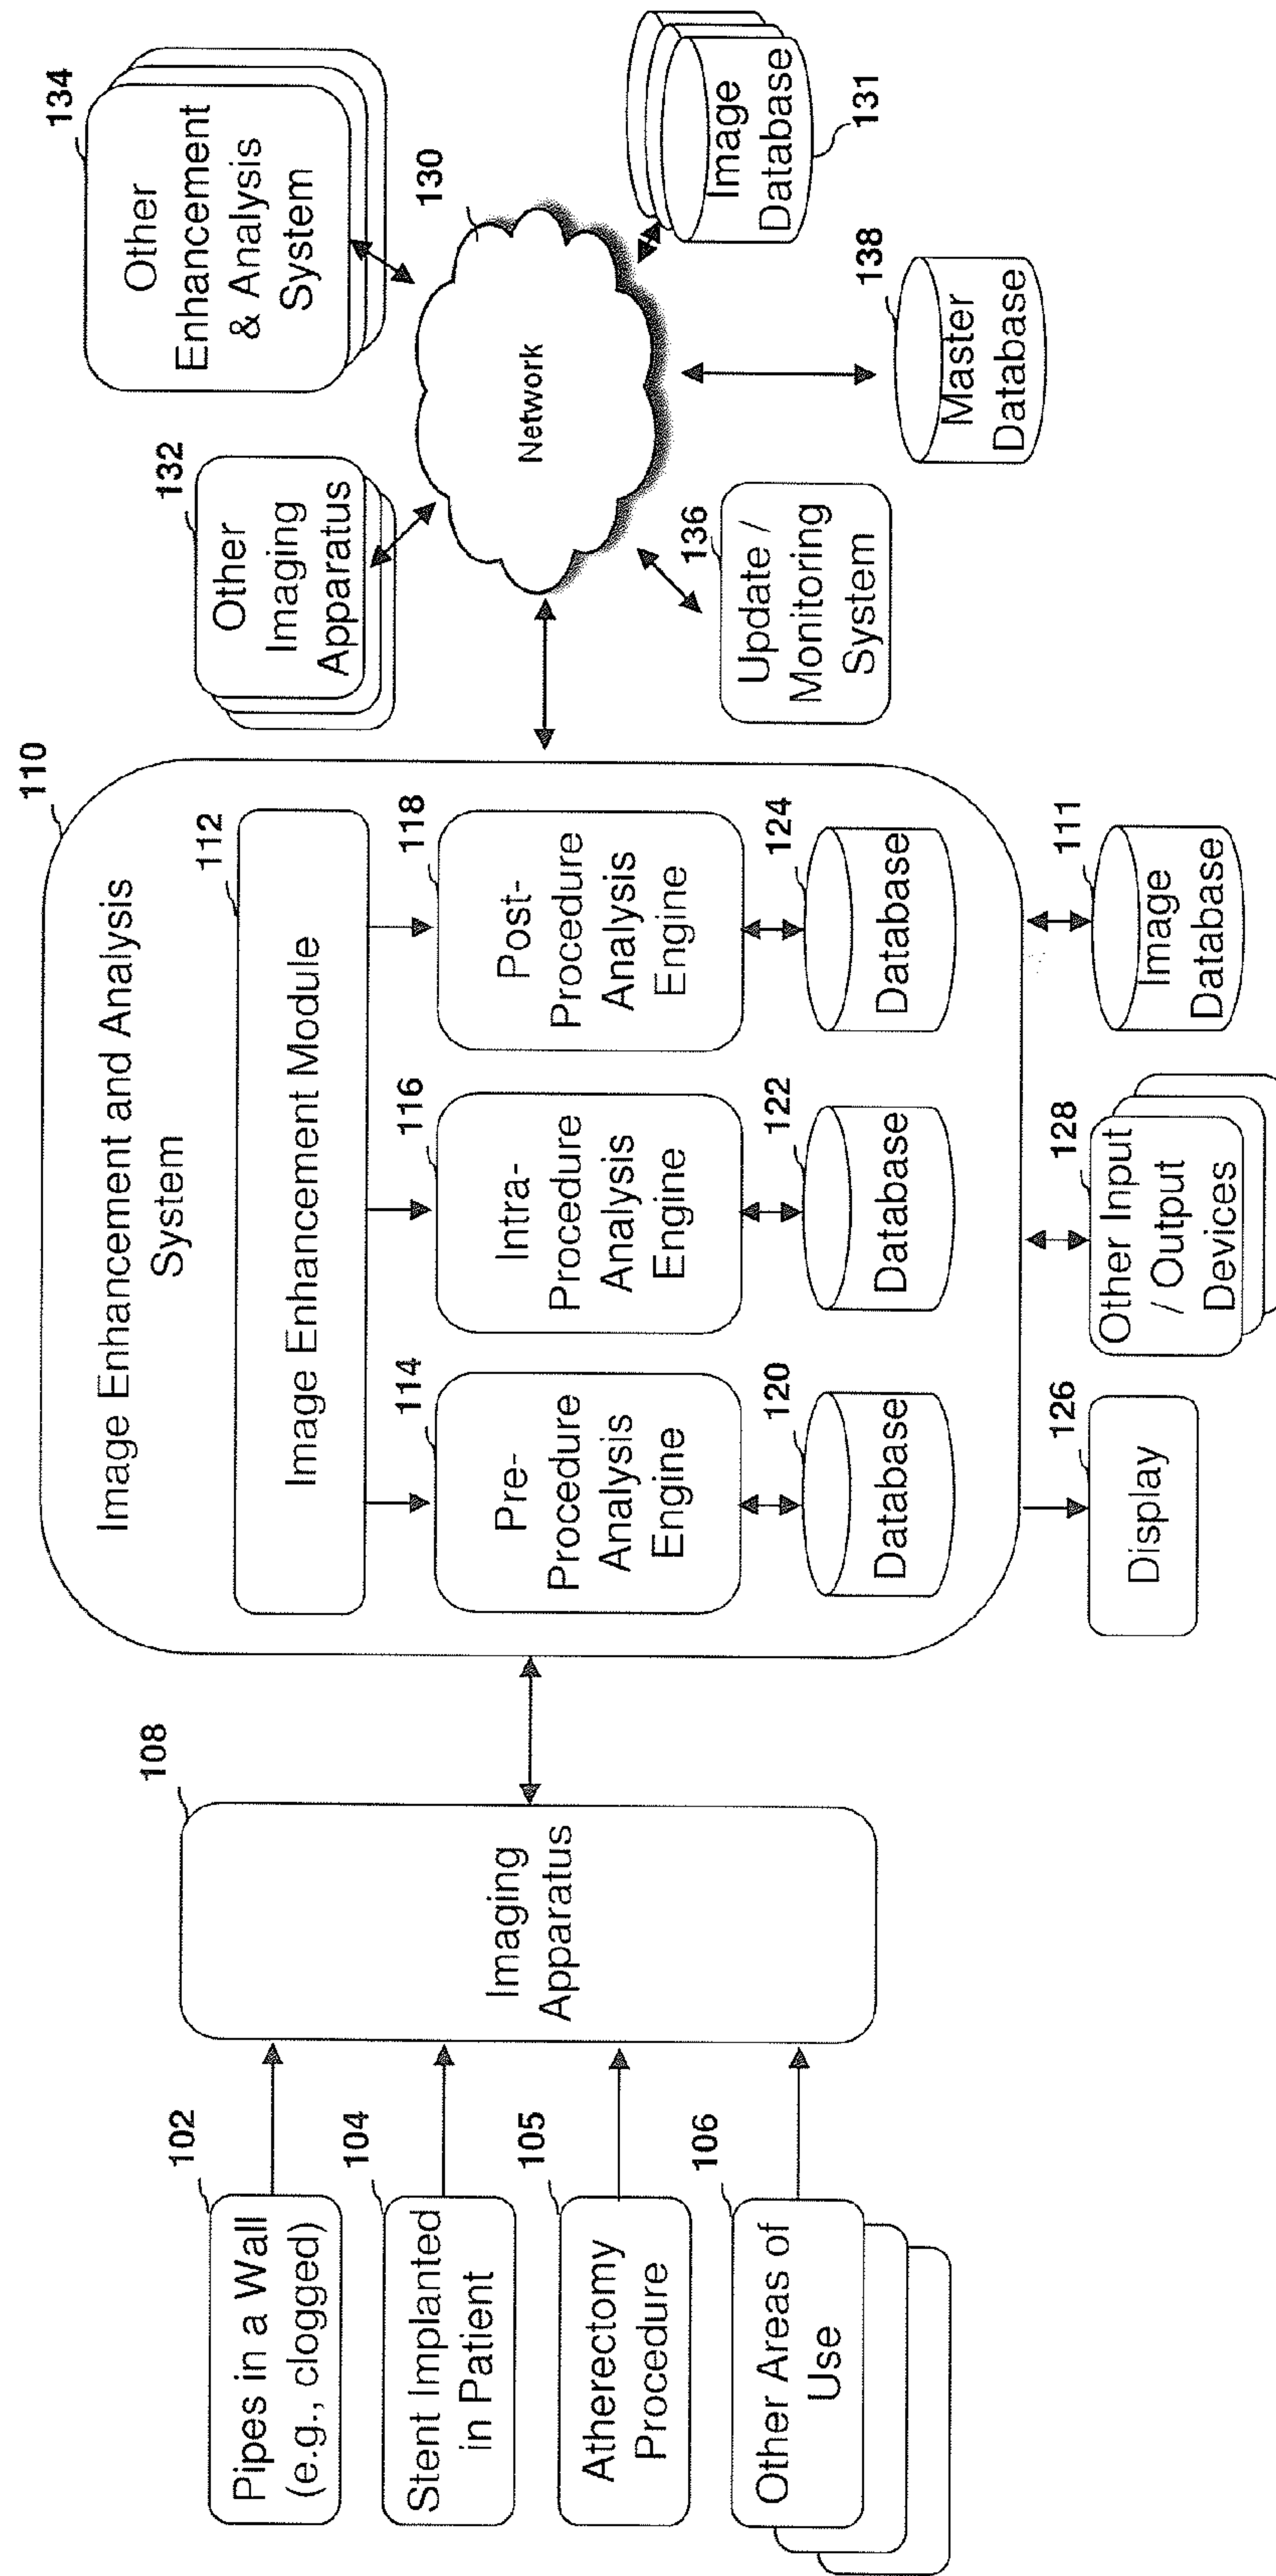 102
Pipes in a Wall
(e.g., clogged)
104
Stent Implanted
in Patient
105
Atherectomy
Procedure
106
Other Areas of
Use
108
Imaging
Apparatus
110
Image Enhancement and Analysis
System
112
Image Enhancement Module
114
Pre-
Procedure
Analysis
Engine
116
Intra-
Procedure
Analysis
Engine
118
Post-
Procedure
Analysis
Engine
120
Database
122
Database
124
Database
126
Display
128
Other Input
/ Output
Devices
111
Image
Database
132
Other
Imaging
Apparatus
134
Other
Enhancement
& Analysis
System
130
Network
136
Update /
Monitoring
System
138
Master
Database
Image
Database
131